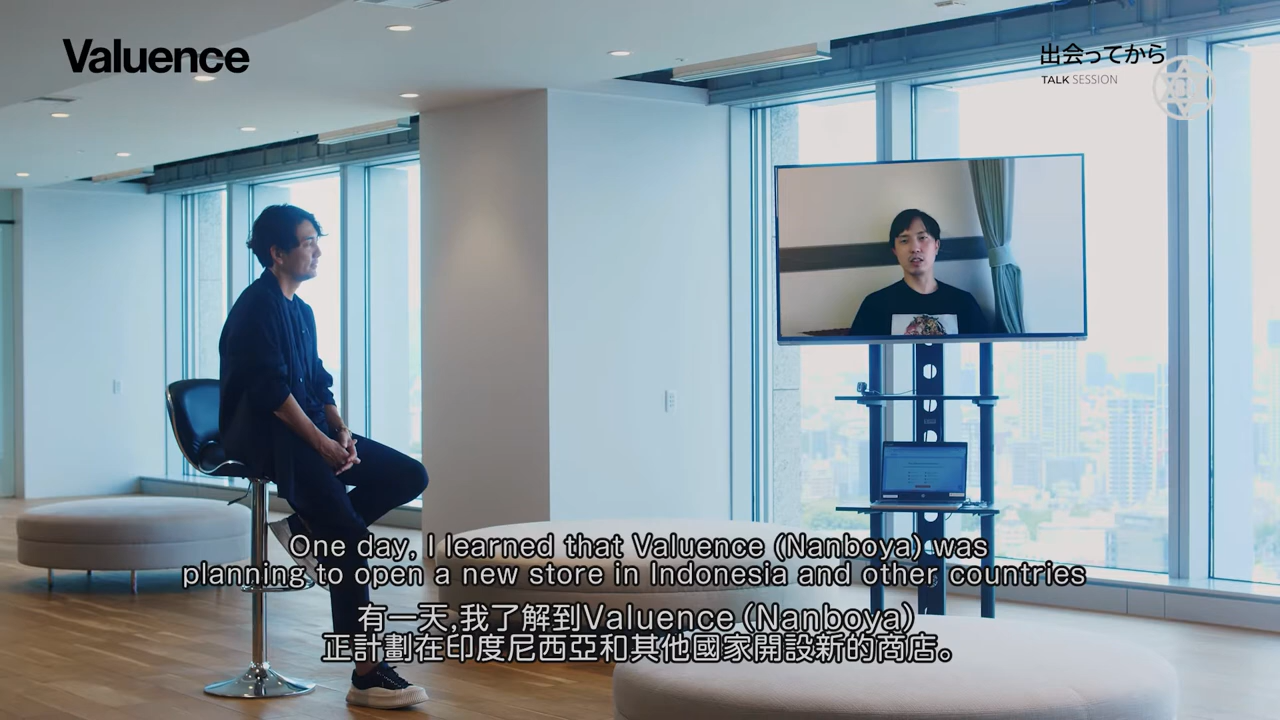 Valuence
出会ってから
TALK SESSION
One day, I learned that Valuence (Nanboya) was
planning to open a new store in Indonesia and other countries
有一天,我了解到Valuence（Nanboya）
正計劃在印度尼西亞和其他國家開設新的商店。